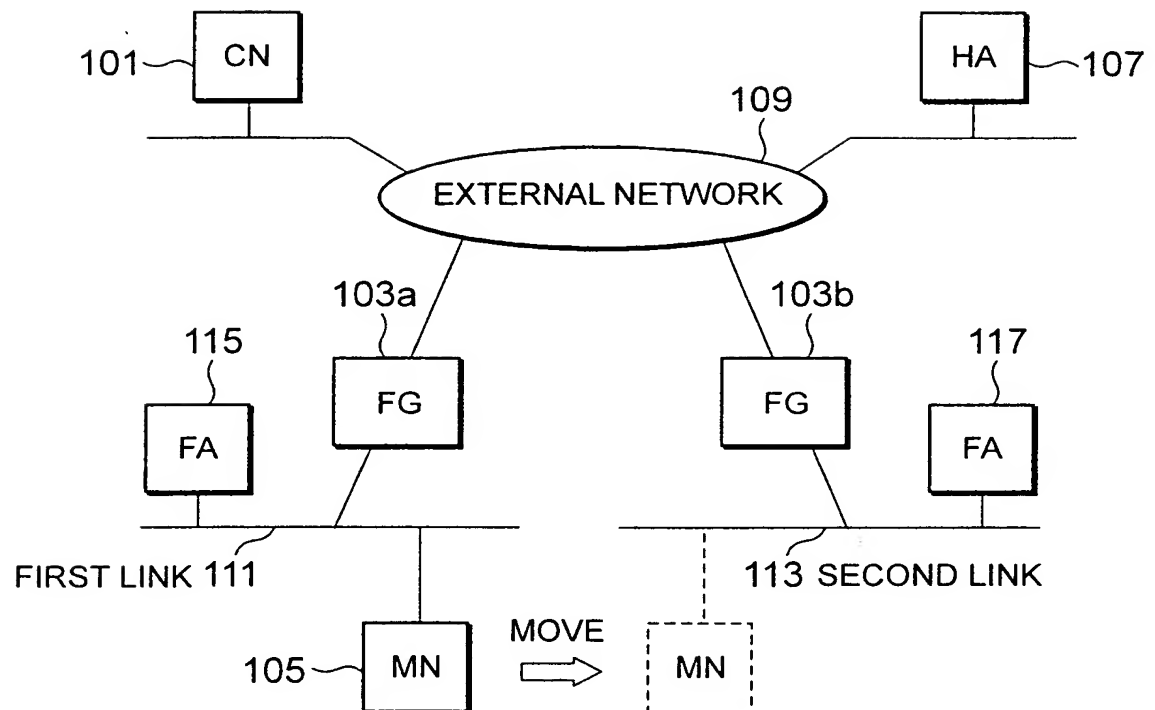 CN
101
HA
107
109
EXTERNAL NETWORK
103a
103b
115
117
FG
FG
FA
FA
FIRST LINK 111
113 SECOND LINK
MOVE
105
MN
MN